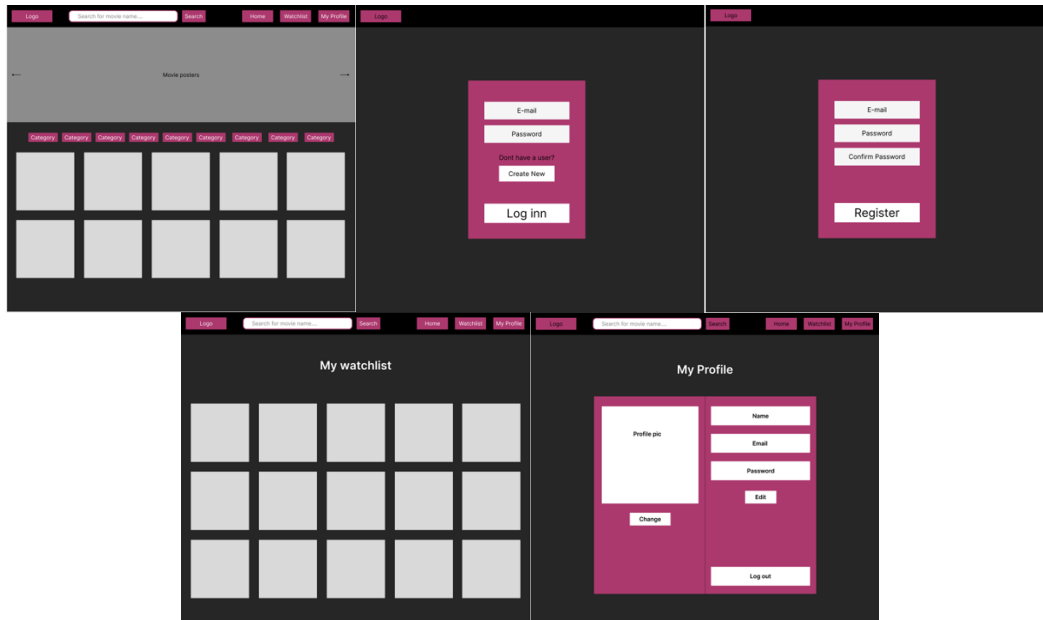 Logo
Search for movie name....
Search
Home
Watchlist
My Profile
Movie posters
Category
Category
Category
Category
Category
Category
Category
Category
Category
Logo
E-mail
Password
Dont have a user?
Create New
Log inn
Logo
E-mail
Password
Confirm Password
Register
Logo
Search for movie name....
Search
Home
Watchlist
My Profile
My watchlist
Logo
Search for movie name....
Search
Home
Watchlist
My Profile
My Profile
Profile pic
Change
Name
Email
Password
Edit
Log out